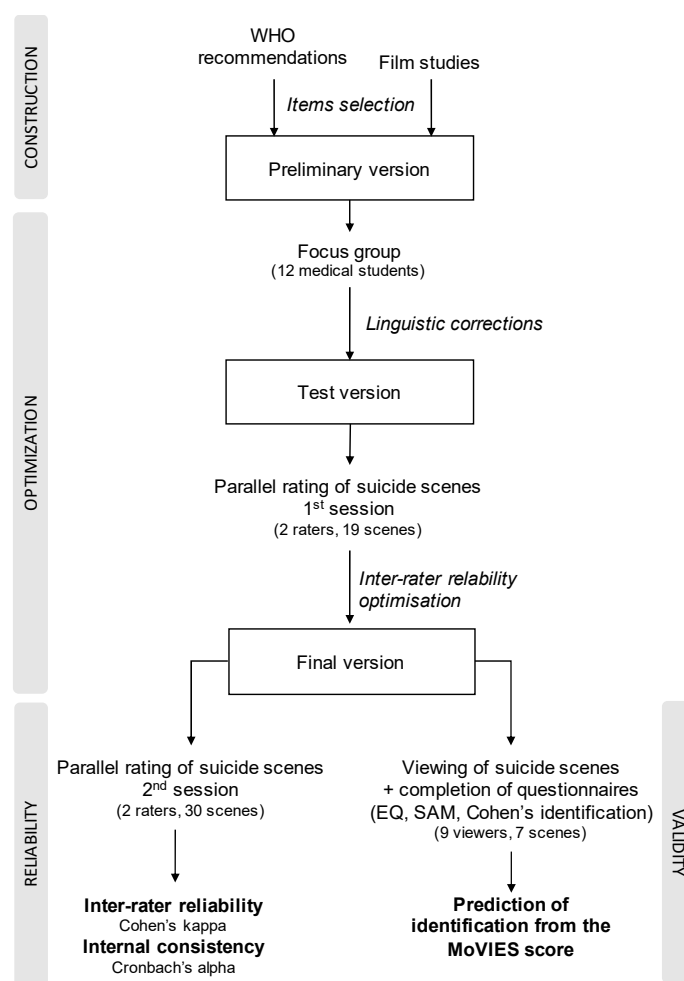 CONSTRUCTION
WHO
recommendations
Film studies
Items selection
Preliminary version
OPTIMIZATION
Focus group
(12 medical students)
Linguistic corrections
Test version
Parallel rating of suicide scenes
1st session
(2 raters, 19 scenes)
Inter-rater relability
optimisation
Final version
RELIABILITY
Parallel rating of suicide scenes
2nd session
(2 raters, 30 scenes)
Inter-rater reliability
Cohen's kappa
Internal consistency
Cronbach's alpha
Viewing of suicide scenes
+ completion of questionnaires
(EQ, SAM, Cohen's identification)
(9 viewers, 7 scenes)
Prediction of
identification from the
MoVIES score
VALIDITY